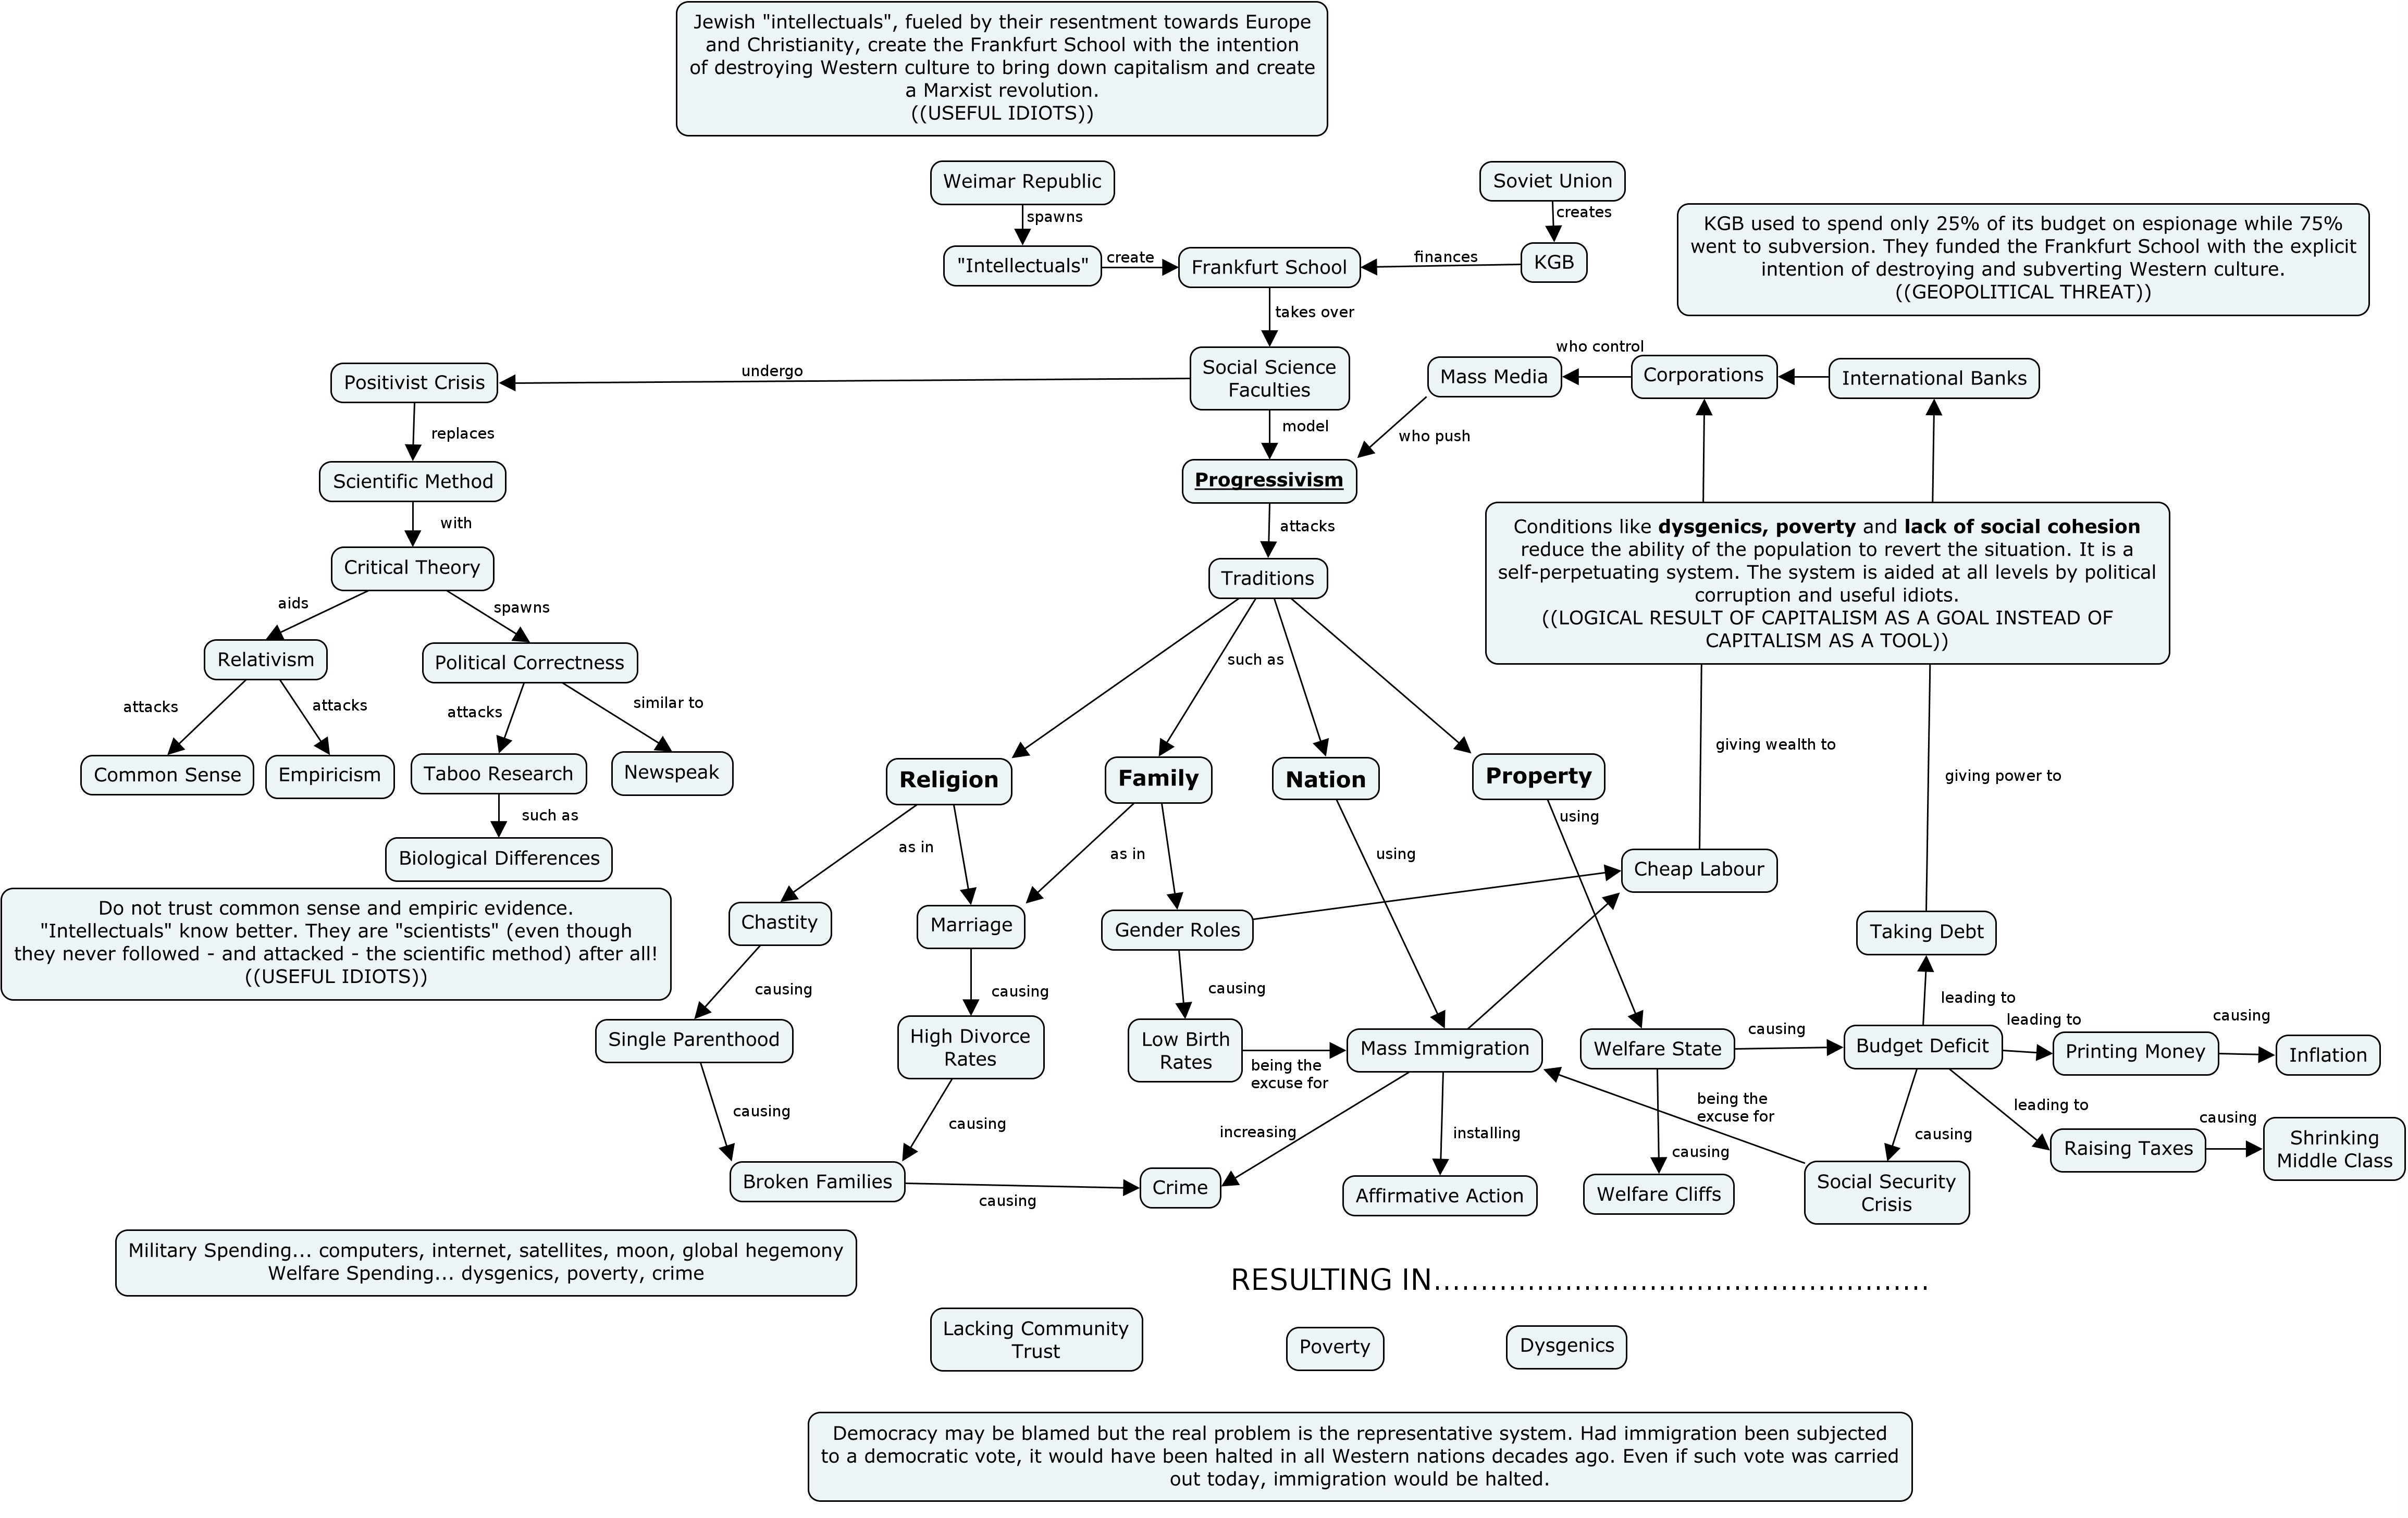 Jewish "intellectuals", fueled by their resentment towards Europe
and Christianity, create the Frankfurt School with the intention
of destroying Western culture to bring down capitalism and create
a Marxist revolution.
((USEFUL IDIOTS))
Weimar Republic
Soviet Union
spawns
creates
KGB used to spend only 25% of its budget on espionage while 75%
went to subversion. They funded the Frankfurt School with the explicit
intention of destroying and subverting Western culture.
((GEOPOLITICAL THREAT))
"Intellectuals"
create
Frankfurt School
finances
KGB
takes over
who control
Positivist Crisis
undergo
Social Science
Faculties
Mass Media
Corporations
International Banks
replaces
model
who push
Scientific Method
Progressivism
with
attacks
Conditions like dysgenics, poverty and lack of social cohesion
reduce the ability of the population to revert the situation. It is a
self-perpetuating system. The system is aided at all levels by political
corruption and useful idiots.
((LOGICAL RESULT OF CAPITALISM AS A GOAL INSTEAD OF
CAPITALISM AS A TOOL))
Critical Theory
Traditions
aids
spawns
Relativism
Political Correctness
such as
attacks
attacks
attacks
similar to
giving wealth to
giving power to
Common Sense
Empiricism
Taboo Research
Newspeak
Religion
Family
Nation
Property
such as
using
Biological Differences
as in
as in
using
Cheap Labour
Do not trust common sense and empiric evidence.
"Intellectuals" know better. They are "scientists" (even though
they never followed - and attacked - the scientific method) after all!
((USEFUL IDIOTS))
Chastity
Marriage
Gender Roles
Taking Debt
causing
causing
causing
leading to
leading to
causing
Single Parenthood
High Divorce
Rates
Low Birth
Rates
being the
excuse for
Mass Immigration
Welfare State
causing
Budget Deficit
Printing Money
Inflation
causing
causing
increasing
installing
being the
excuse for
causing
causing
leading to
causing
Raising Taxes
Shrinking
Middle Class
Broken Families
causing
Crime
Affirmative Action
Welfare Cliffs
Social Security
Crisis
Military Spending... computers, internet, satellites, moon, global hegemony
Welfare Spending... dysgenics, poverty, crime
RESULTING IN....................................................
Lacking Community
Trust
Poverty
Dysgenics
Democracy may be blamed but the real problem is the representative system. Had immigration been subjected
to a democratic vote, it would have been halted in all Western nations decades ago. Even if such vote was carried
out today, immigration would be halted.